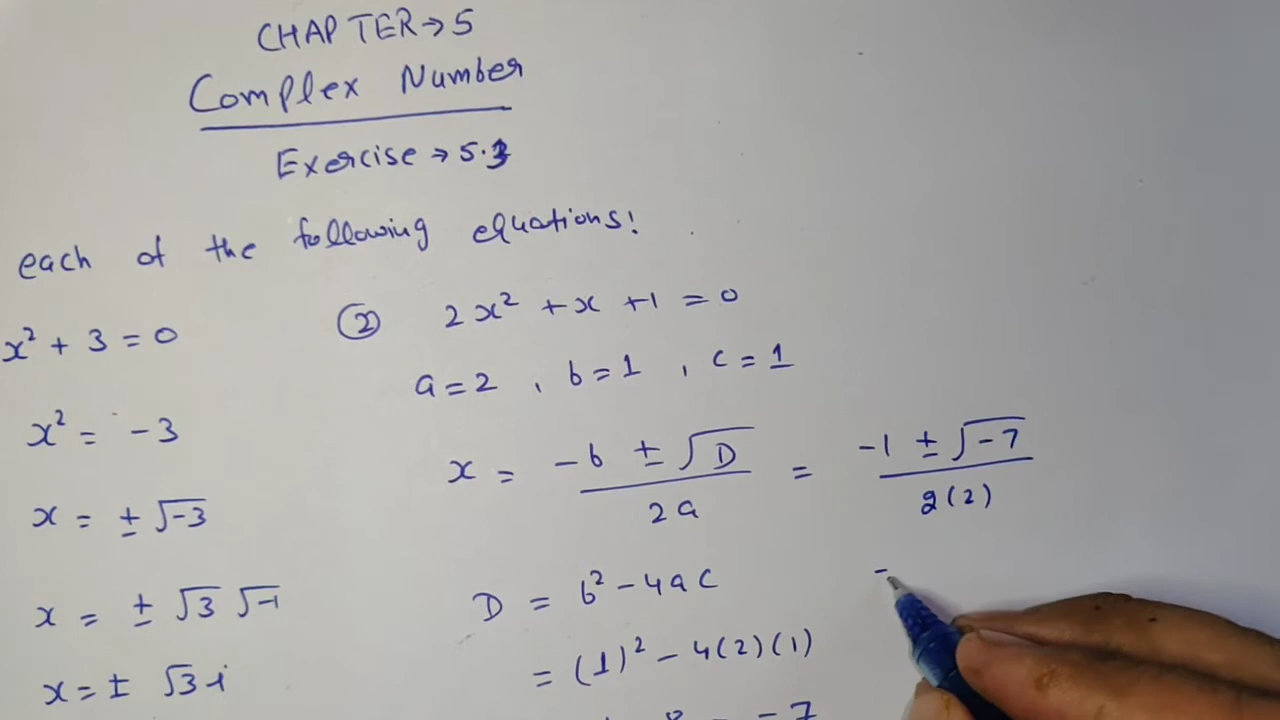 CHAPTER→5
Complex Number
Exercise→5.3
each of the following equations!
x² + 3 = 0
x² = -3
x = ± √-3
x = ± √3 √-1
x = ± √3 i
② 2x² + x + 1 = 0
a = 2 , b = 1 , c = 1
x = (-b ± √D)/2a = (-1 ± √-7)/2(2)
D = b² - 4ac
= (1)² - 4(2)(1)
-7